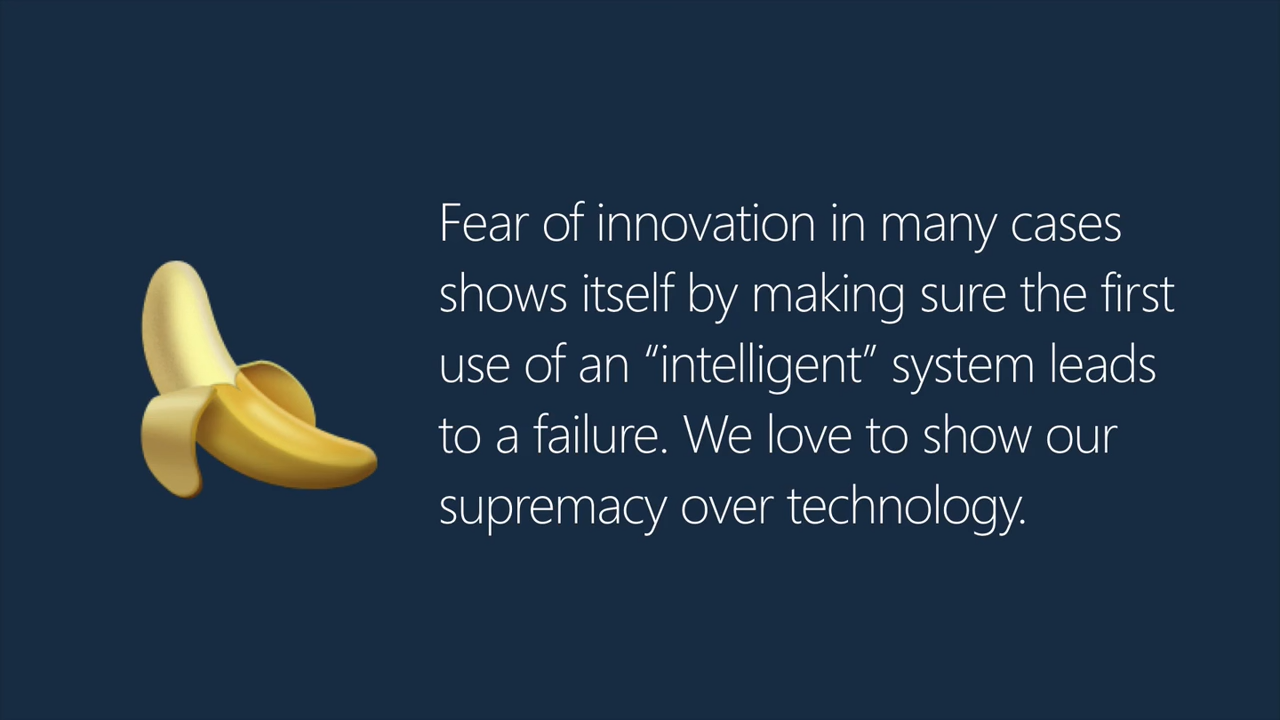 Fear of innovation in many cases
shows itself by making sure the first
use of an “intelligent” system leads
to a failure. We love to show our
supremacy over technology.